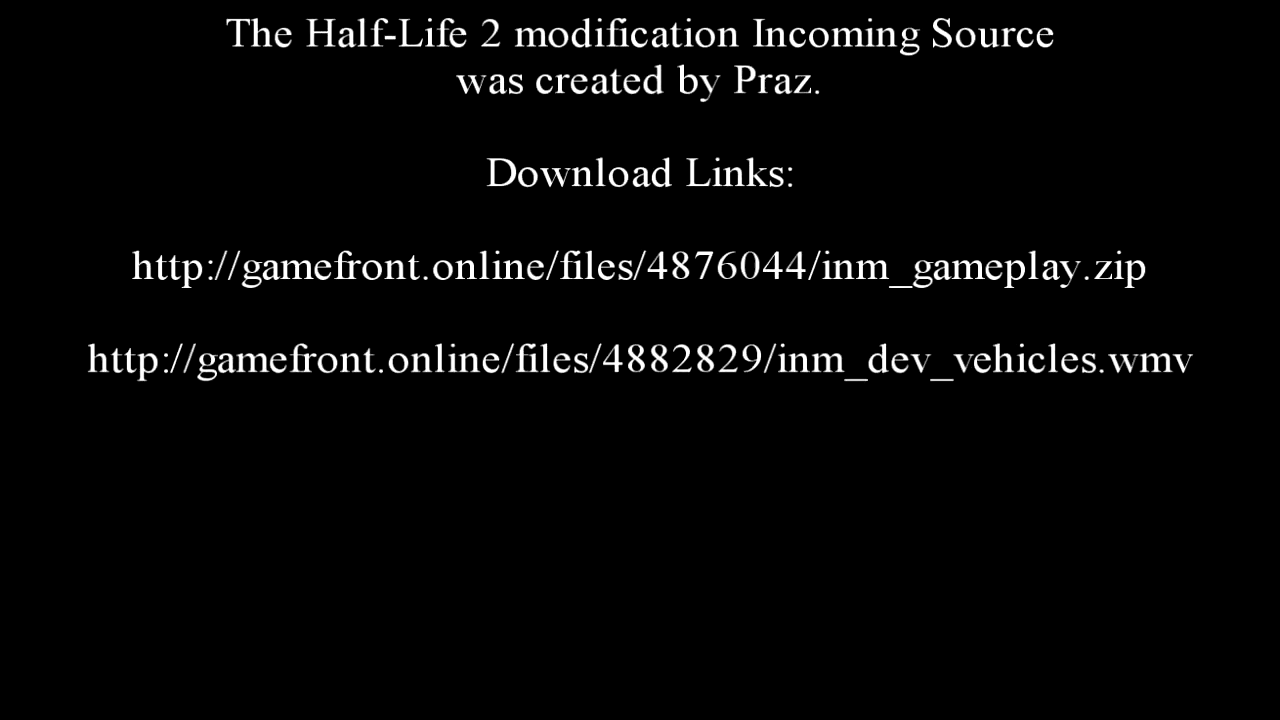 The Half-Life 2 modification Incoming Source
was created by Praz.
Download Links:
http://gamefront.online/files/4876044/inm_gameplay.zip
http://gamefront.online/files/4882829/inm_dev_vehicles.wmv